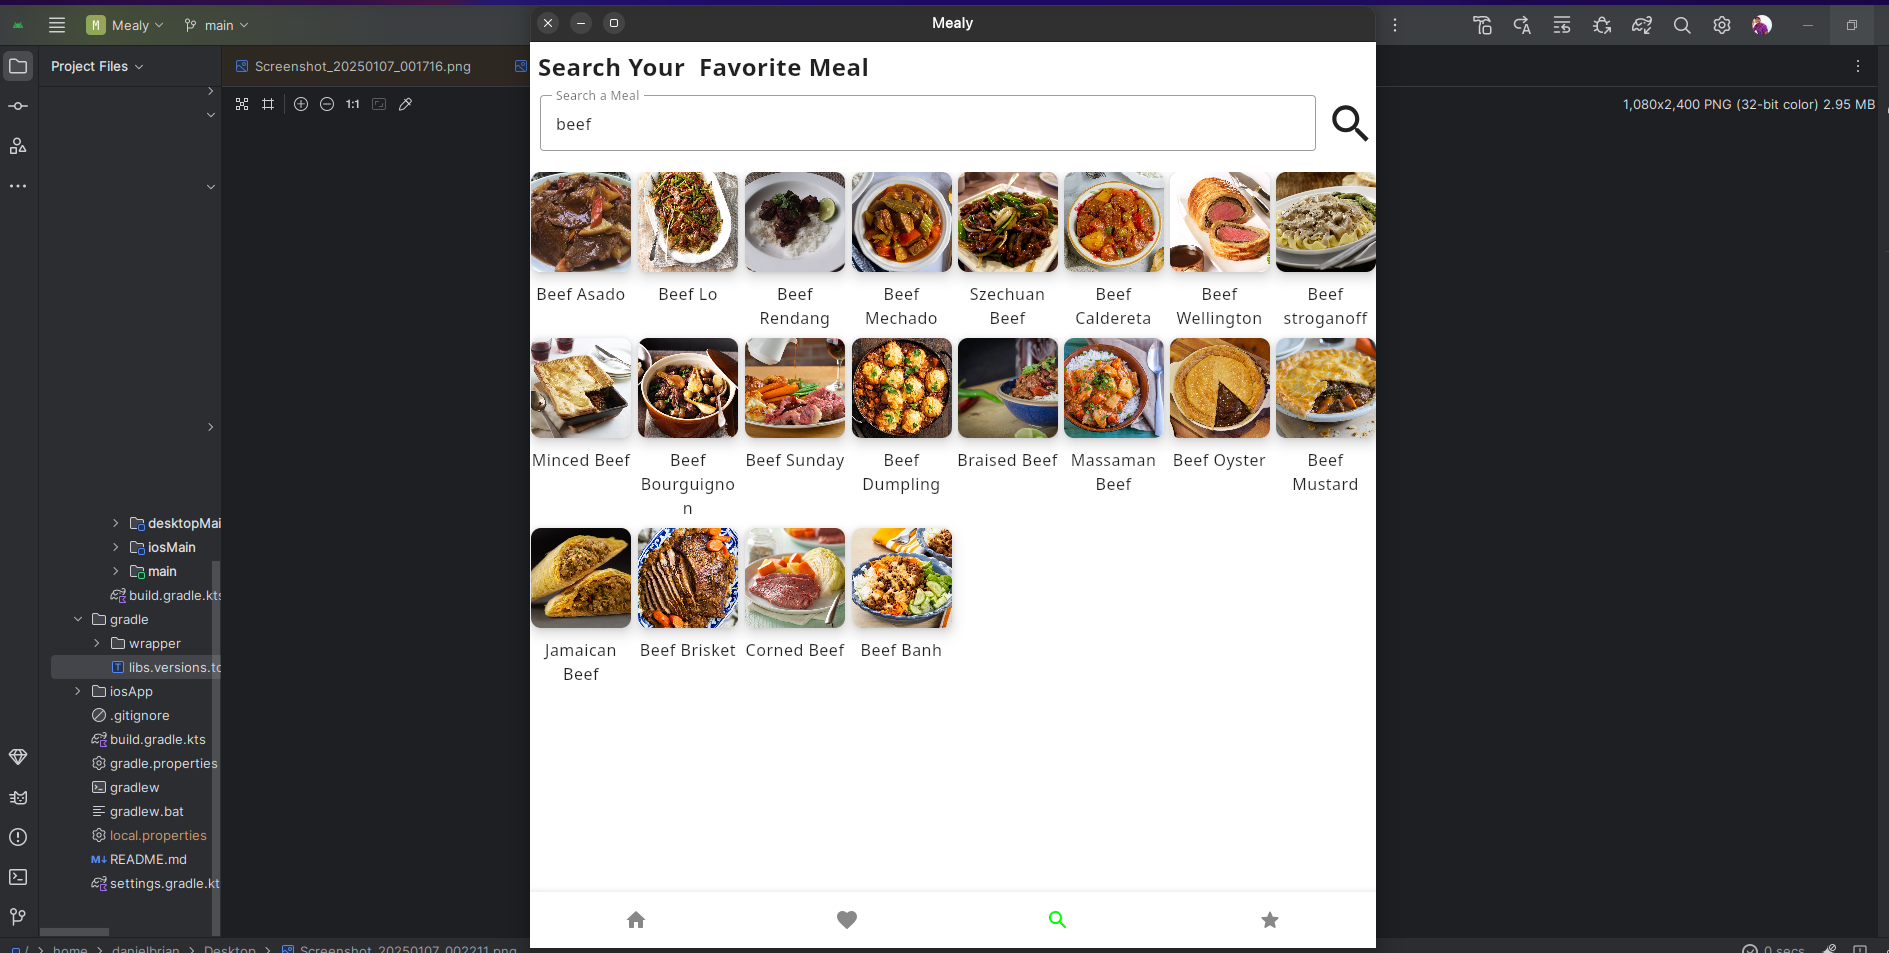 M Mealy main
Mealy
Project Files
Screenshot_20250107_001716.png
1:1
1,080x2,400 PNG (32-bit color) 2.95 MB
Search Your Favorite Meal
Search a Meal
beef
Beef Asado
Beef Lo
Beef Rendang
Beef Mechado
Szechuan Beef
Beef Caldereta
Beef Wellington
Beef stroganoff
Minced Beef
Beef Bourguignon
Beef Sunday
Beef Dumpling
Braised Beef
Massaman Beef
Beef Oyster
Beef Mustard
Jamaican Beef
Beef Brisket
Corned Beef
Beef Banh
desktopMai
iosMain
main
build.gradle.kts
gradle
wrapper
libs.versions.to
iosApp
.gitignore
build.gradle.kts
gradle.properties
gradlew
gradlew.bat
local.properties
M↓ README.md
settings.gradle.kt
/ > home > danielbrian > Desktop > Screenshot_20250107_002211.png
0 secs